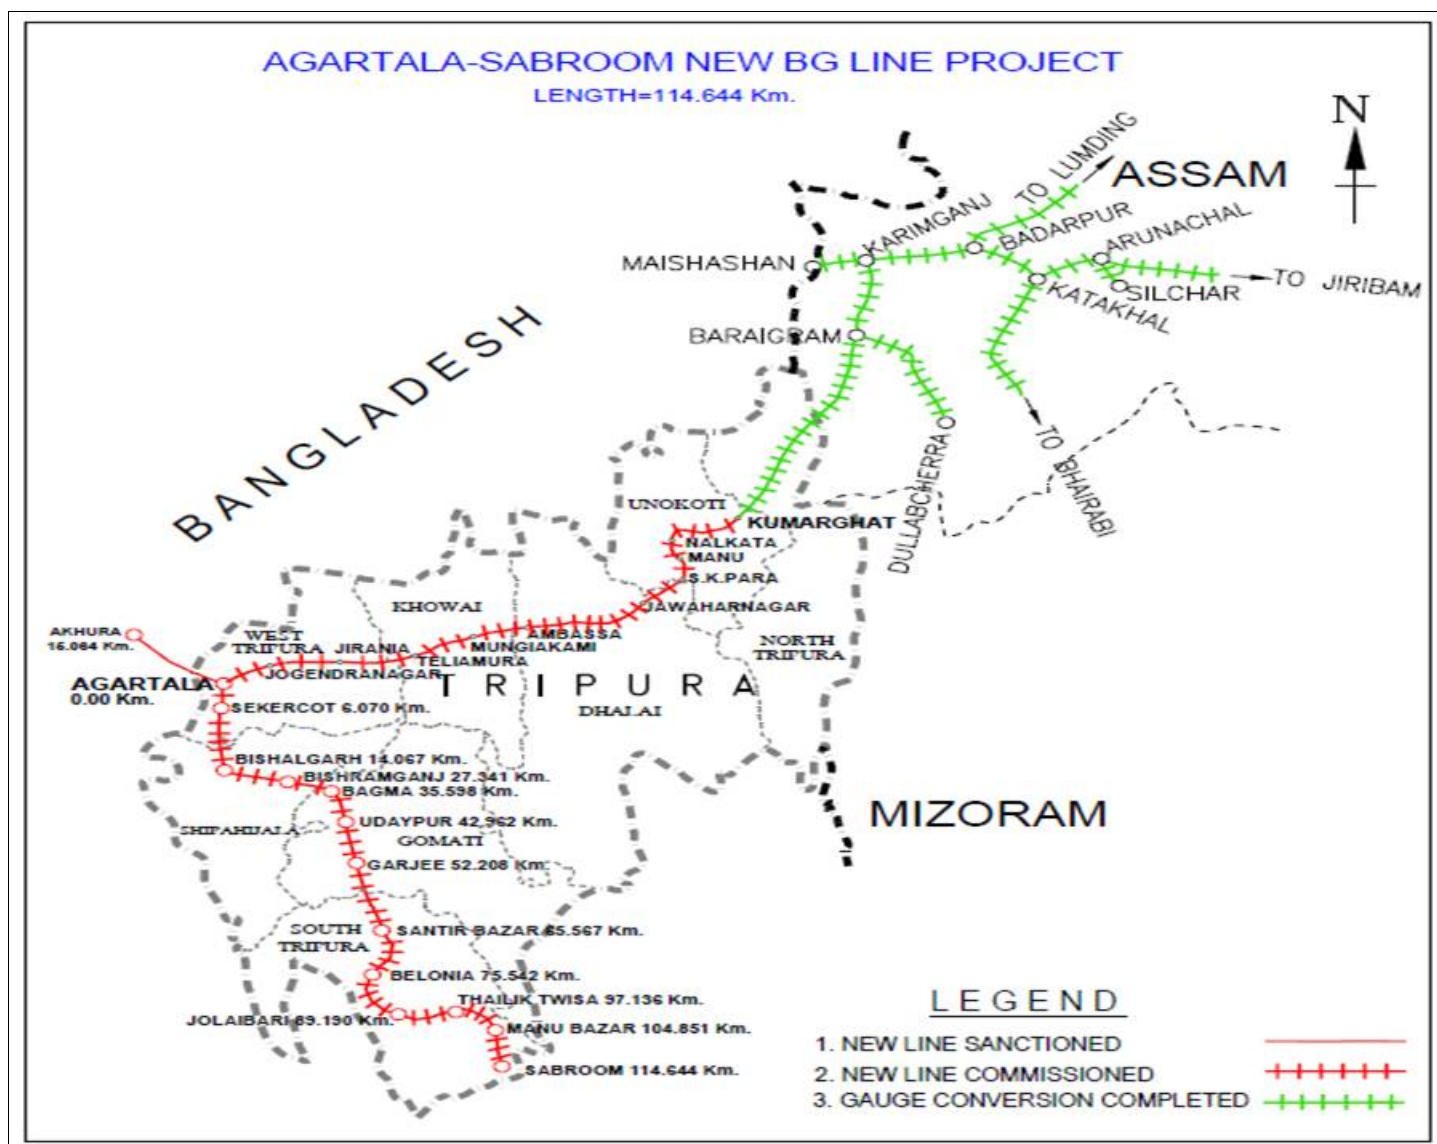 AGARTALA-SABROOM NEW BG LINE PROJECT
LENGTH=114.644 Km.
N
TO LUMDING
ASSAM
KARIMGANJ
BADARPUR
ARUNACHAL
MAISHASHAN
TO JIRIBAM
SILCHAR
KATAKHAL
BARAIGRAM
BANGLADESH
DULLABCHERRA
TO BHAIRABI
UNOKOTI
KUMARGHAT
NALKATA
MANU
S.K.PARA
JAWAHARNAGAR
KHOWAI
AMBASSA
MUNGIAKAMI
NORTH
TRIPURA
AKHURA
15.064 Km.
WEST
TRIPURA
JIRANIA
TELIAMURA
JOGENDRANAGAR
AGARTALA
0.00 Km.
TRIPURA
DHALAI
SEKERCOT 6.070 Km.
BISHALGARH 14.067 Km.
BISHRAMGANJ 27.341 Km.
BAGMA 35.598 Km.
MIZORAM
SHIPAHIJALA
UDAYPUR 42.962 Km.
GOMATI
GARJEE 52.208 Km.
SOUTH
TRIPURA
SANTIR BAZAR 65.567 Km.
BELONIA 75.542 Km.
THAILIK TWISA 97.136 Km.
JOLAIBARI 89.190 Km.
MANU BAZAR 104.851 Km.
SABROOM 114.644 Km.
LEGEND
1. NEW LINE SANCTIONED
2. NEW LINE COMMISSIONED
3. GAUGE CONVERSION COMPLETED